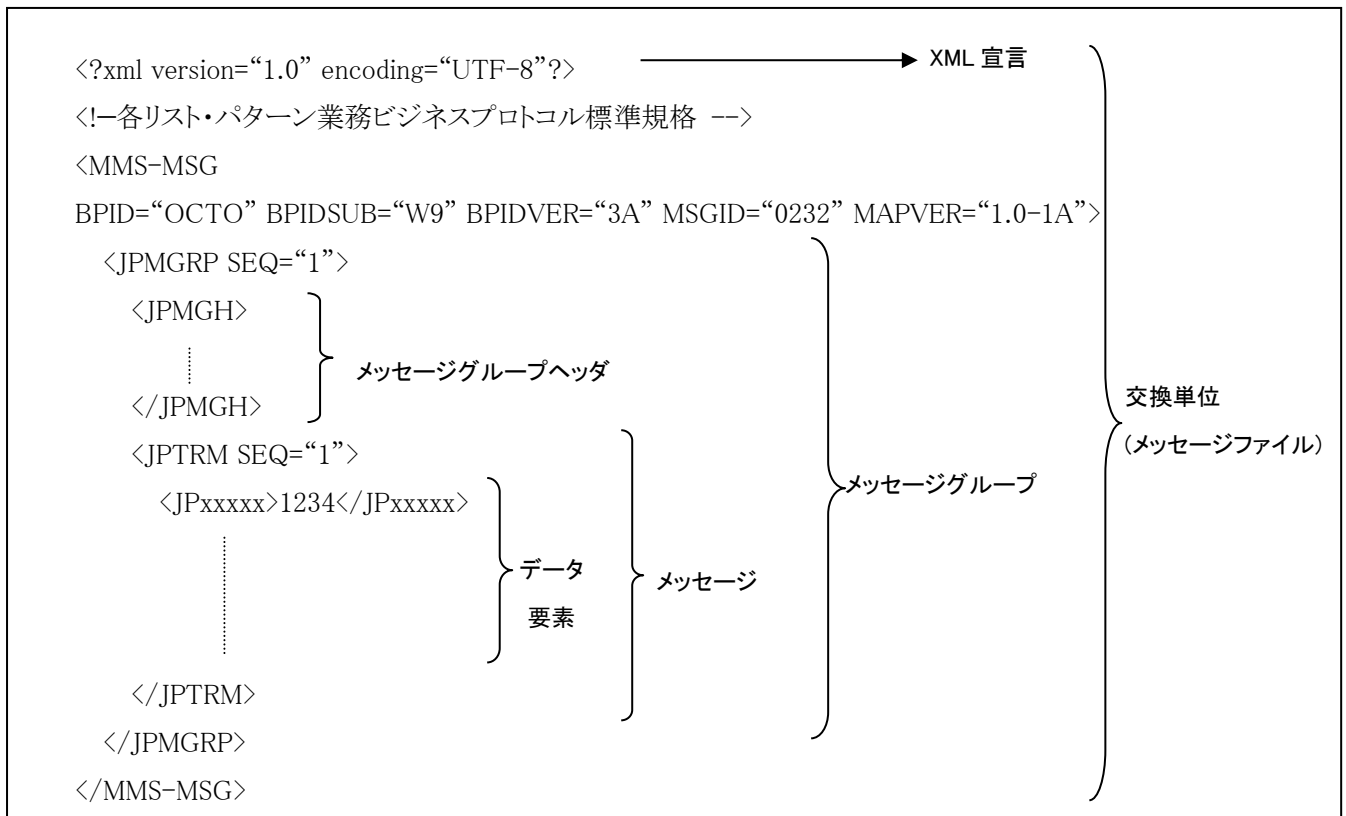 <?xml version=“1.0” encoding=“UTF-8”?> XML 宣言
<!—各リスト・パターン業務ビジネスプロトコル標準規格 -->
<MMS-MSG
BPID=“OCTO” BPIDSUB=“W9” BPIDVER=“3A” MSGID=“0232” MAPVER=“1.0-1A”>
<JPMGRP SEQ=“1”>
<JPMGH>
メッセージグループヘッダ
</JPMGH>
交換単位
(メッセージファイル)
<JPTRM SEQ=“1”>
<JPxxxxx>1234</JPxxxxx>
メッセージグループ
データ
要素
メッセージ
</JPTRM>
</JPMGRP>
</MMS-MSG>